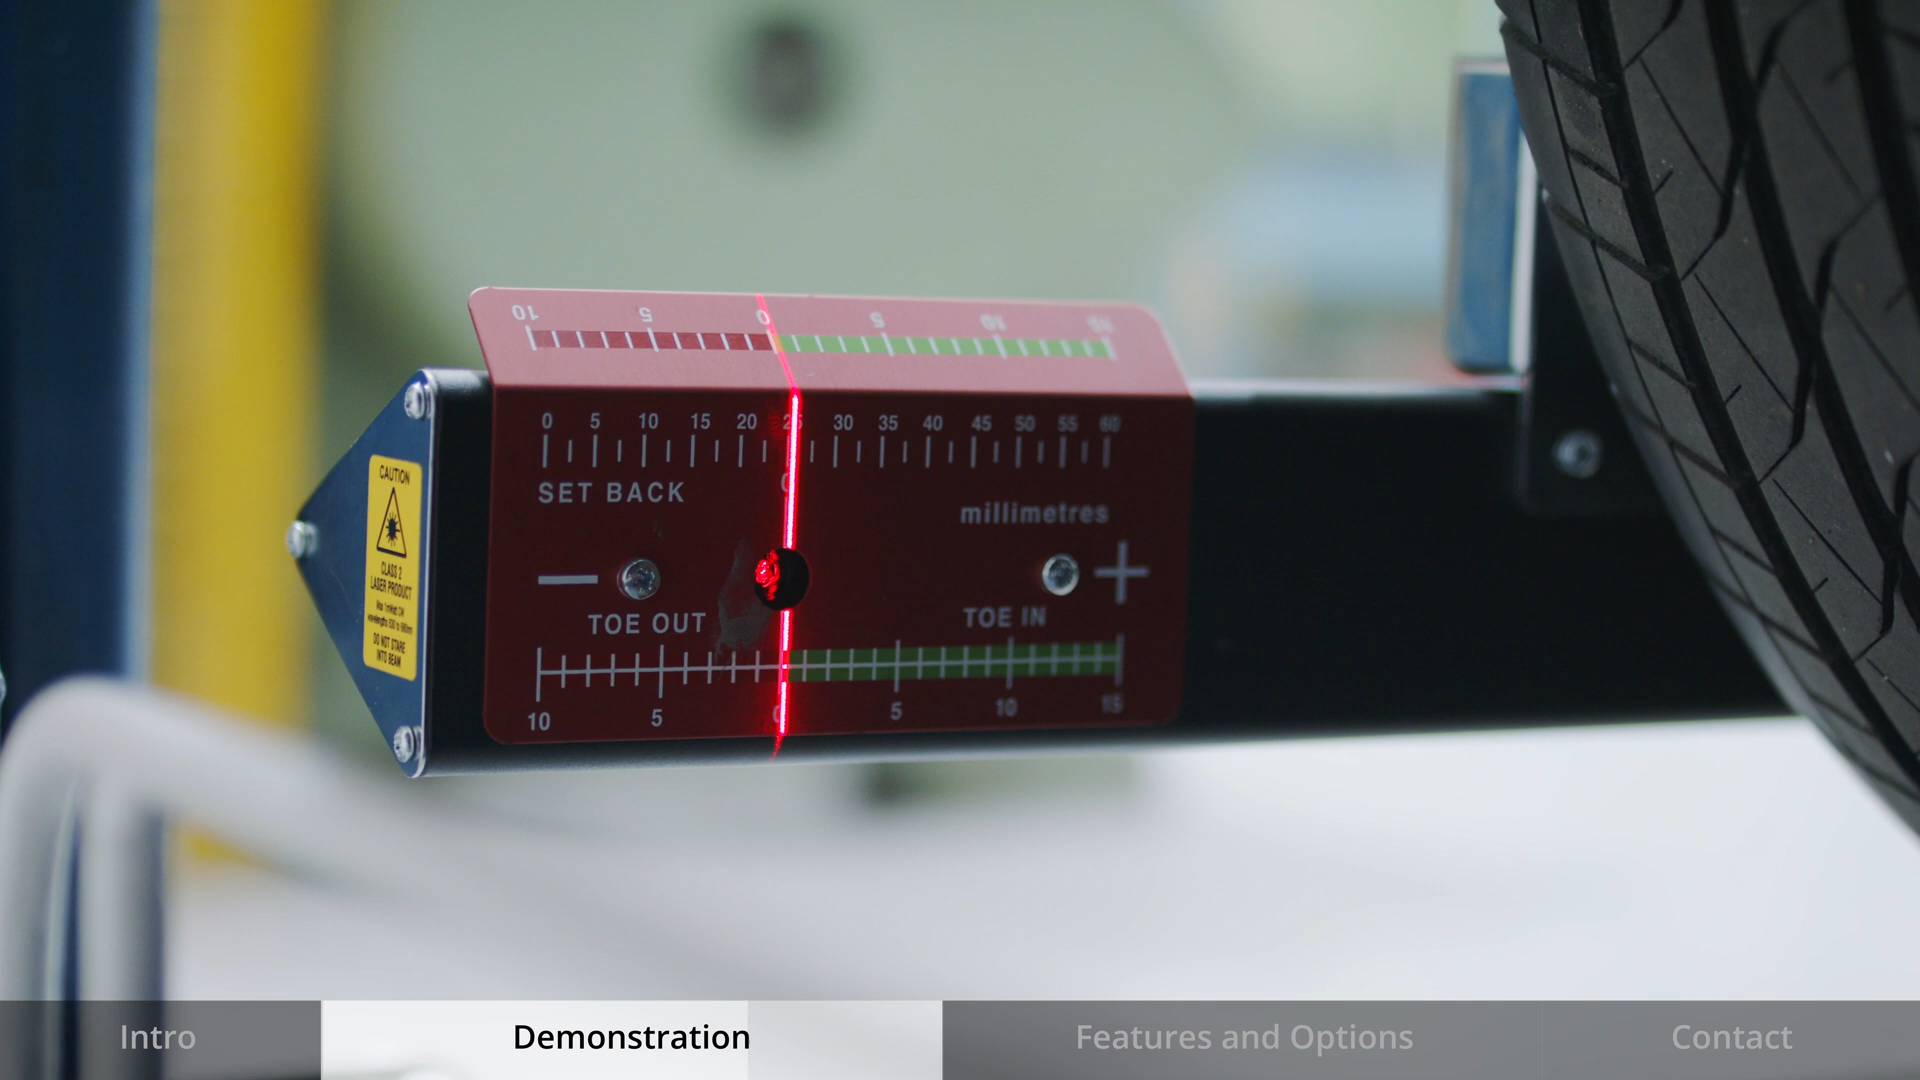 10 5 0 5 10 15
0 5 10 15 20 25 30 35 40 45 50 55 60
SET BACK
millimetres
CAUTION
CLASS 2
LASER PRODUCT
DO NOT STARE
INTO BEAM
TOE OUT
TOE IN
10 5 0 5 10 15
Intro
Demonstration
Features and Options
Contact